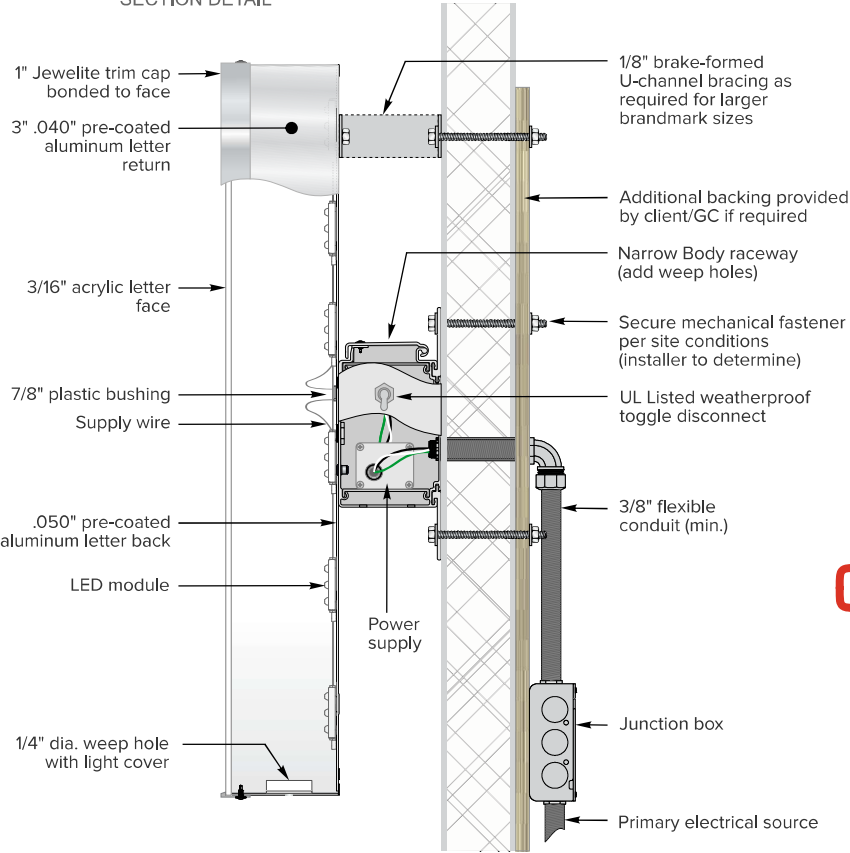 SECTION DETAIL
1" Jewelite trim cap
bonded to face
3" .040" pre-coated
aluminum letter
return
3/16" acrylic letter
face
7/8" plastic bushing
Supply wire
.050" pre-coated
aluminum letter back
LED module
1/4" dia. weep hole
with light cover
Power
supply
1/8" brake-formed
U-channel bracing as
required for larger
brandmark sizes
Additional backing provided
by client/GC if required
Narrow Body raceway
(add weep holes)
Secure mechanical fastener
per site conditions
(installer to determine)
UL Listed weatherproof
toggle disconnect
3/8" flexible
conduit (min.)
Junction box
Primary electrical source